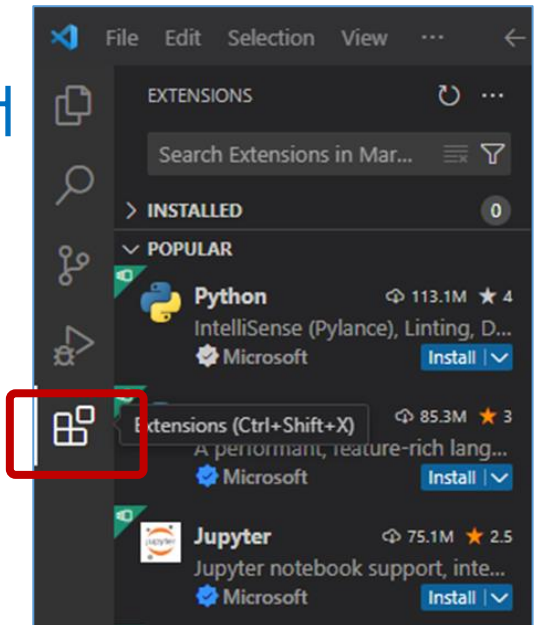 File Edit Selection View ...
EXTENSIONS
Search Extensions in Mar...
INSTALLED 0
POPULAR
Python 113.1M 4
IntelliSense (Pylance), Linting, D...
Microsoft Install
Extensions (Ctrl+Shift+X) 85.3M 3
A performant, feature-rich lang...
Microsoft Install
Jupyter 75.1M 2.5
Jupyter notebook support, inte...
Microsoft Install